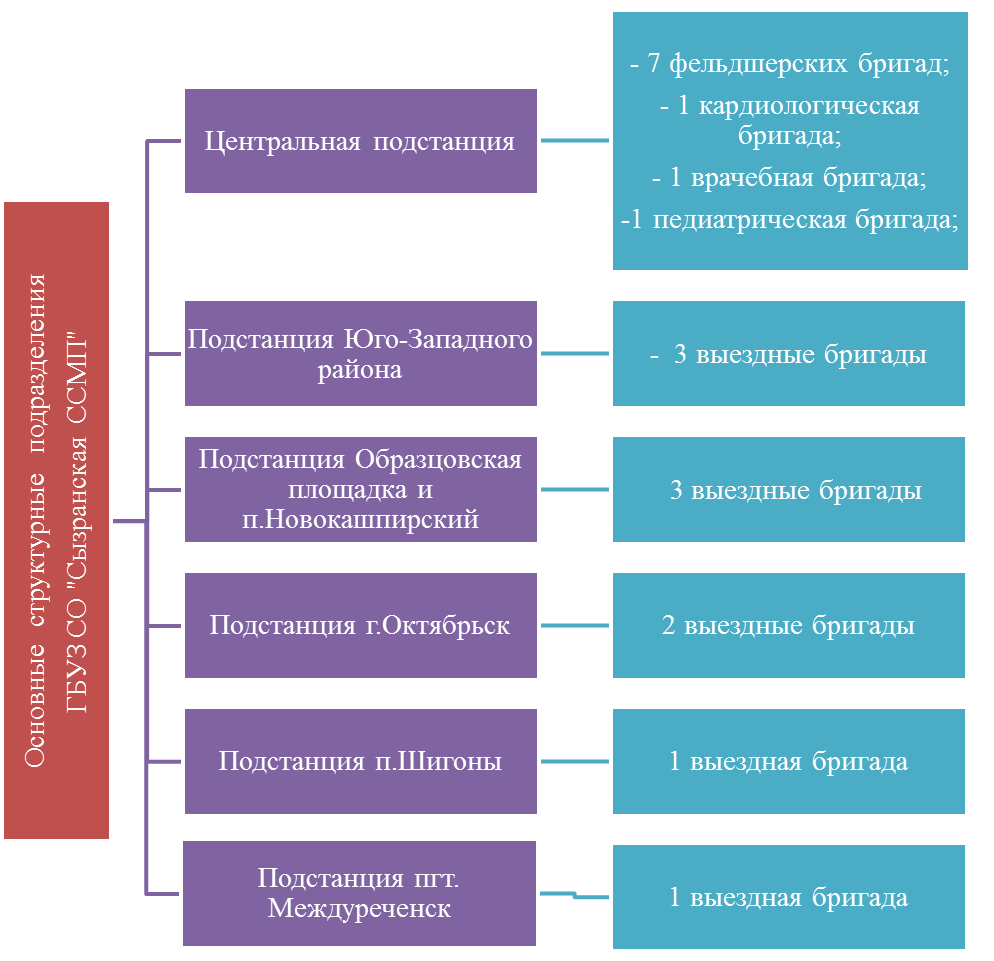 Основные структурные подразделения
ГБУЗ СО "Сызранская ССМП"
Центральная подстанция
- 7 фельдшерских бригад;
- 1 кардиологическая
бригада;
- 1 врачебная бригада;
-1 педиатрическая бригада;
Подстанция Юго-Западного
района
- 3 выездные бригады
Подстанция Образцовская
площадка и
п.Новокашпирский
3 выездные бригады
Подстанция г.Октябрьск
2 выездные бригады
Подстанция п.Шигоны
1 выездная бригада
Подстанция пгт.
Междуреченск
1 выездная бригада